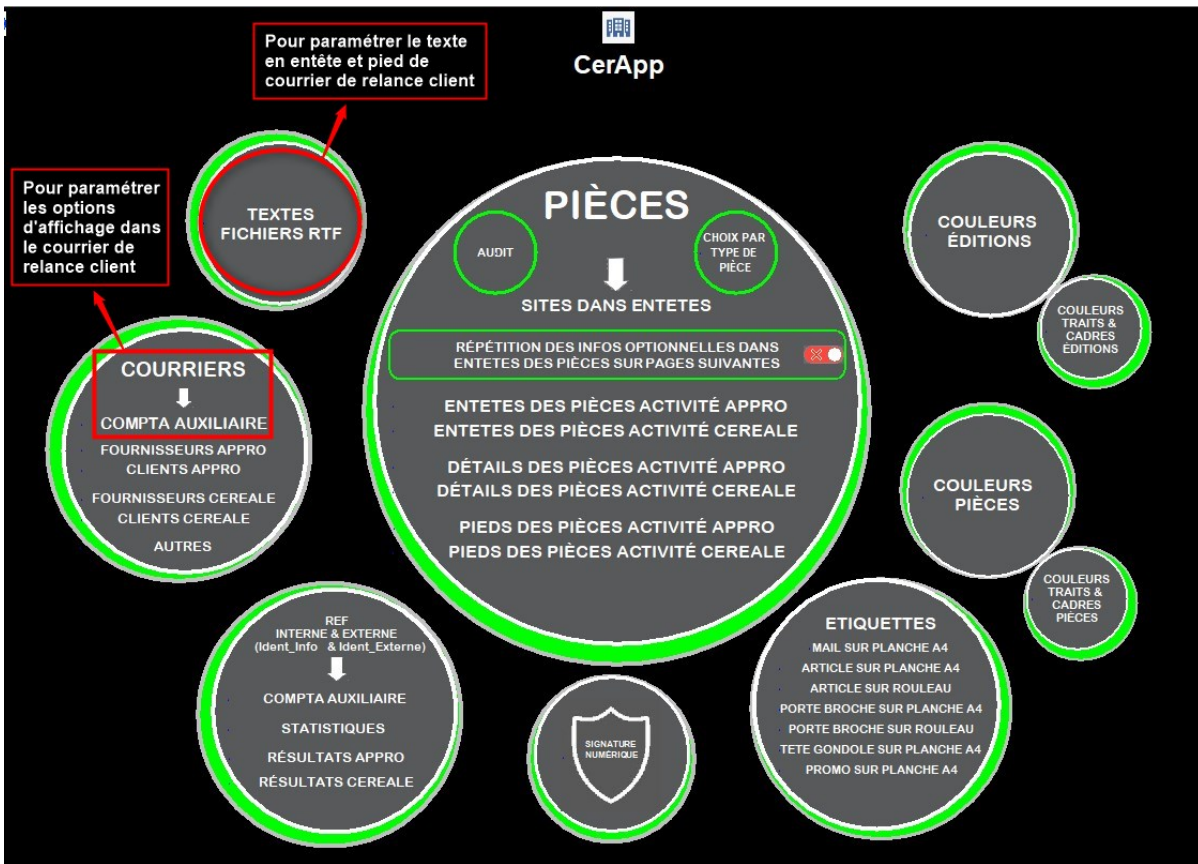 CerApp
Pour paramétrer le texte
en entête et pied de
courrier de relance client
Pour paramétrer
les options
d'affichage dans
le courrier de
relance client
TEXTES
FICHIERS RTF
COURRIERS
COMPTA AUXILIAIRE
FOURNISSEURS APPRO
CLIENTS APPRO
FOURNISSEURS CEREALE
CLIENTS CEREALE
AUTRES
PIÈCES
AUDIT
CHOIX PAR
TYPE DE
PIÈCE
SITES DANS ENTETES
RÉPÉTITION DES INFOS OPTIONNELLES DANS
ENTETES DES PIÈCES SUR PAGES SUIVANTES
ENTETES DES PIÈCES ACTIVITÉ APPRO
ENTETES DES PIÈCES ACTIVITÉ CEREALE
DÉTAILS DES PIÈCES ACTIVITÉ APPRO
DÉTAILS DES PIÈCES ACTIVITÉ CEREALE
PIEDS DES PIÈCES ACTIVITÉ APPRO
PIEDS DES PIÈCES ACTIVITÉ CEREALE
COULEURS
ÉDITIONS
COULEURS
TRAITS &
CADRES
ÉDITIONS
COULEURS
PIÈCES
COULEURS
TRAITS &
CADRES
PIÈCES
REF
INTERNE & EXTERNE
(Ident_Info & Ident_Externe)
COMPTA AUXILIAIRE
STATISTIQUES
RÉSULTATS APPRO
RÉSULTATS CEREALE
SIGNATURE
NUMÉRIQUE
ETIQUETTES
MAIL SUR PLANCHE A4
ARTICLE SUR PLANCHE A4
ARTICLE SUR ROULEAU
PORTE BROCHE SUR PLANCHE A4
PORTE BROCHE SUR ROULEAU
TETE GONDOLE SUR PLANCHE A4
PROMO SUR PLANCHE A4